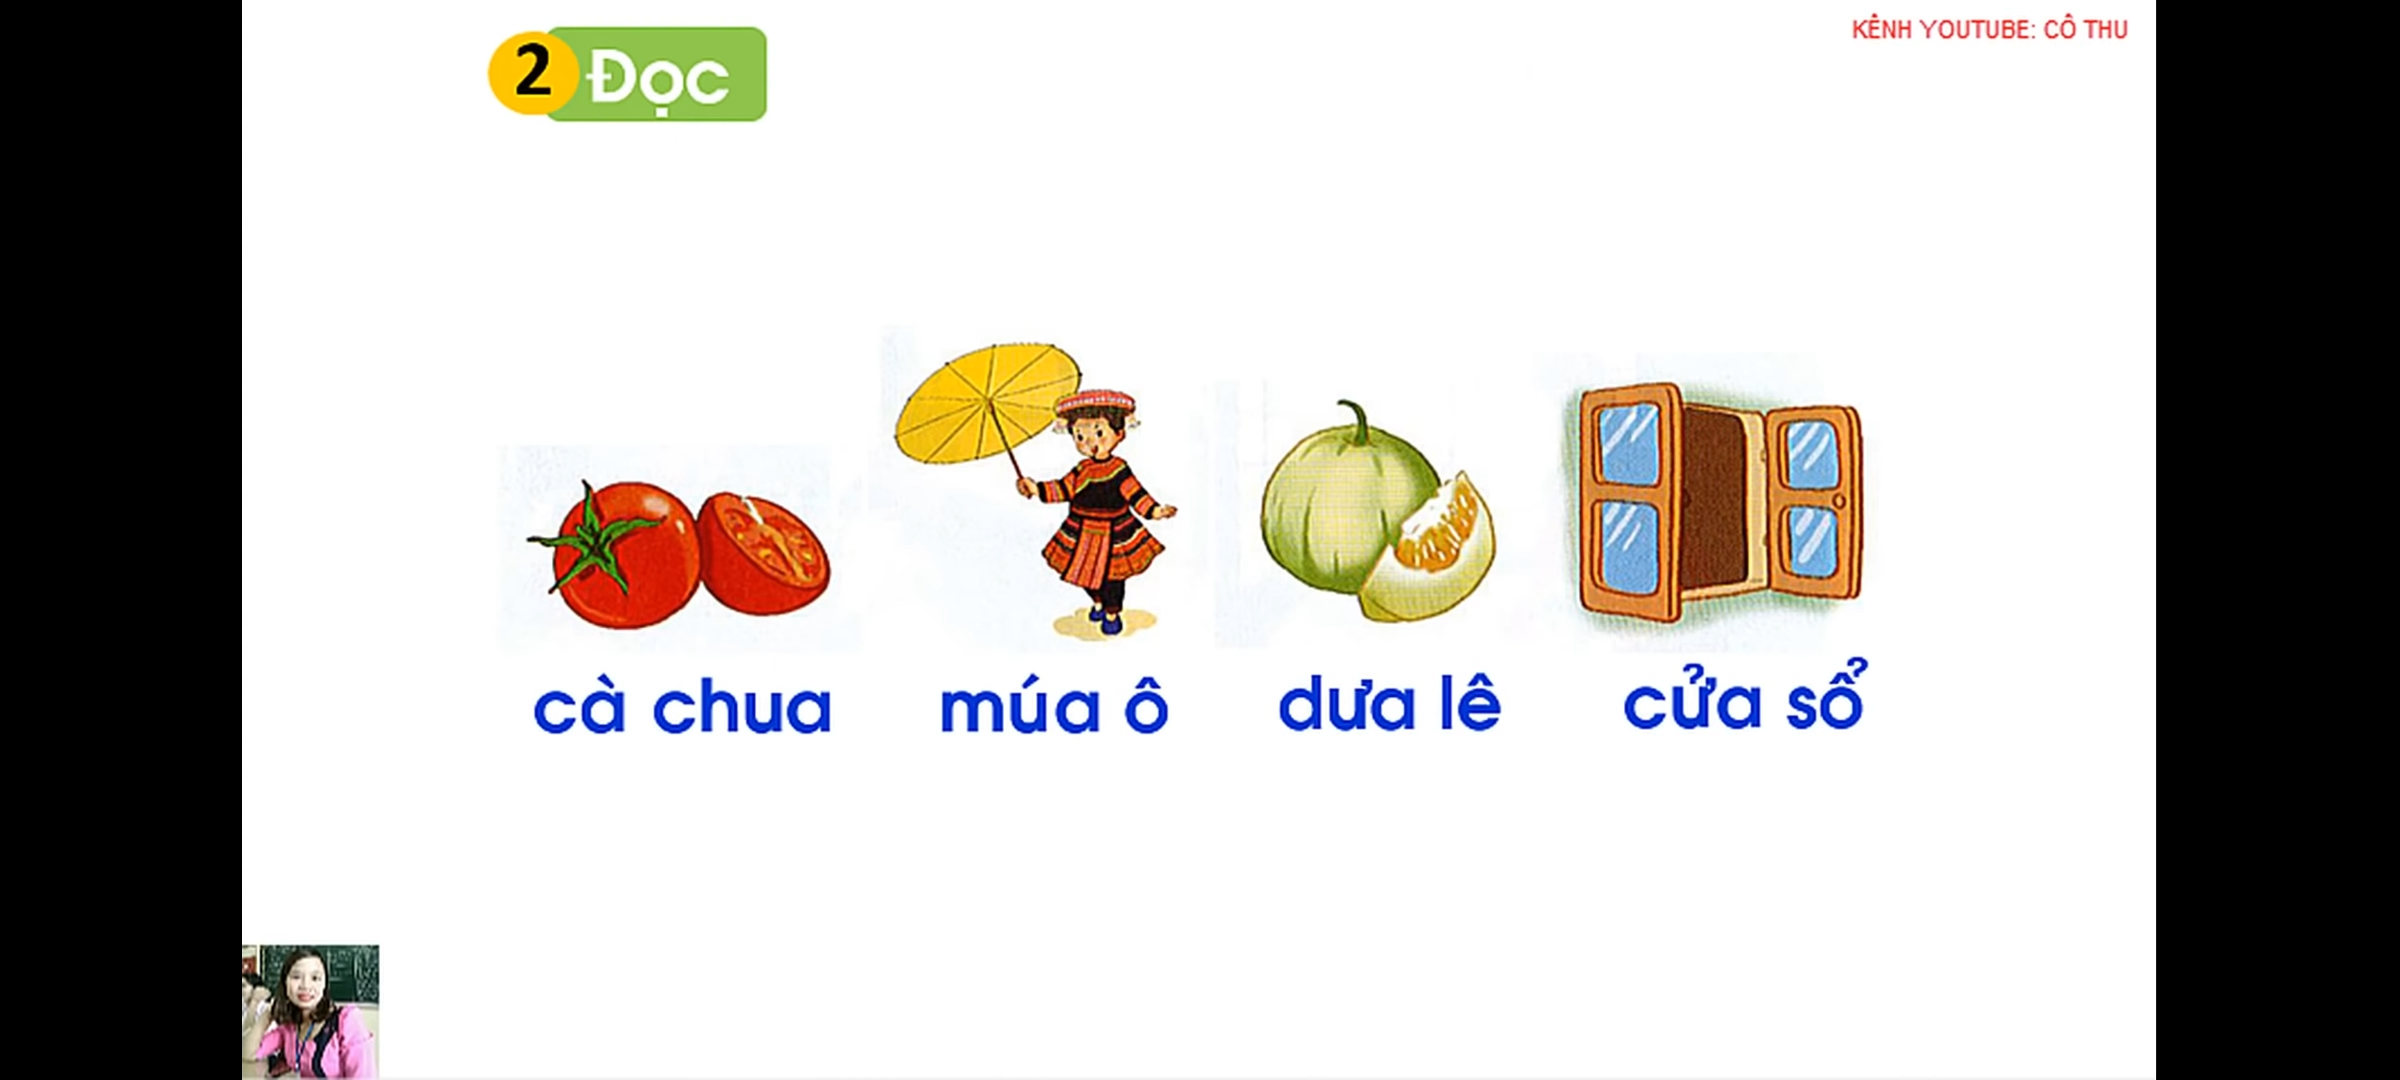 KÊNH YOUTUBE: CÔ THU
2 Đọc
cà chua múa ô dưa lê cửa sổ